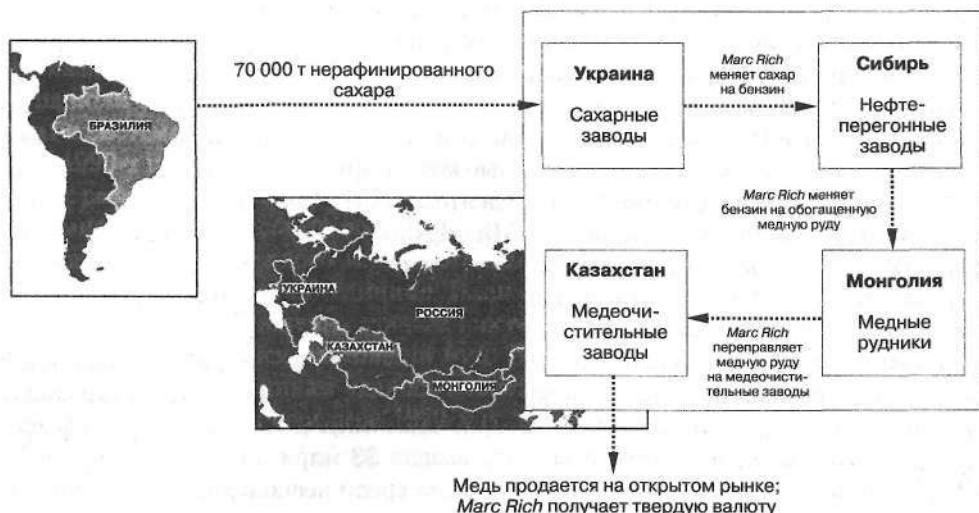 БРАЗИЛИЯ
70 000 т нерафинированного
сахара
Украина
Сахарные
заводы
Marc Rich
меняет сахар
на бензин
Сибирь
Нефте-
перегонные
заводы
Marc Rich меняет
бензин на обогащенную
медную руду
Монголия
Медные
рудники
Marc Rich
переправляет
медную руду
на медеочисти-
тельные заводы
Казахстан
Медеочи-
стительные
заводы
УКРАИНА
РОССИЯ
КАЗАХСТАН
МОНГОЛИЯ
Медь продается на открытом рынке;
Marc Rich получает твердую валюту